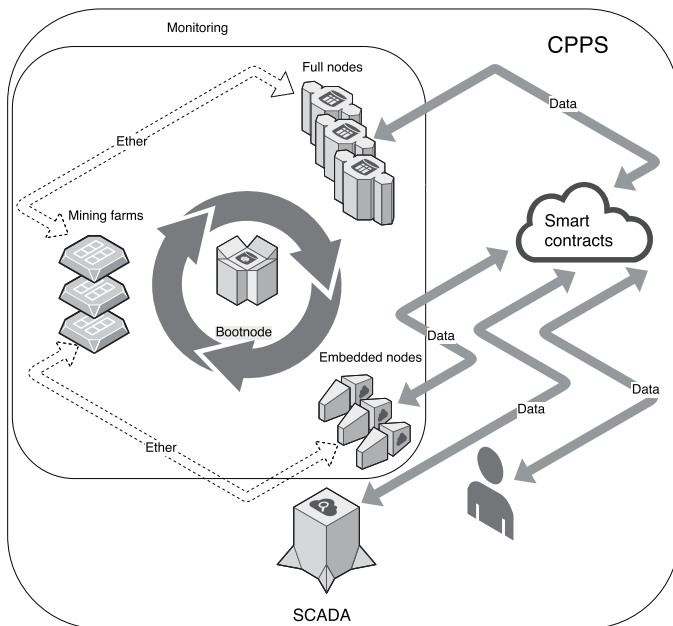 Monitoring
CPPS
Full nodes
Data
Ether
Mining farms
Smart
contracts
Bootnode
Data
Embedded nodes
Data
Data
Ether
SCADA